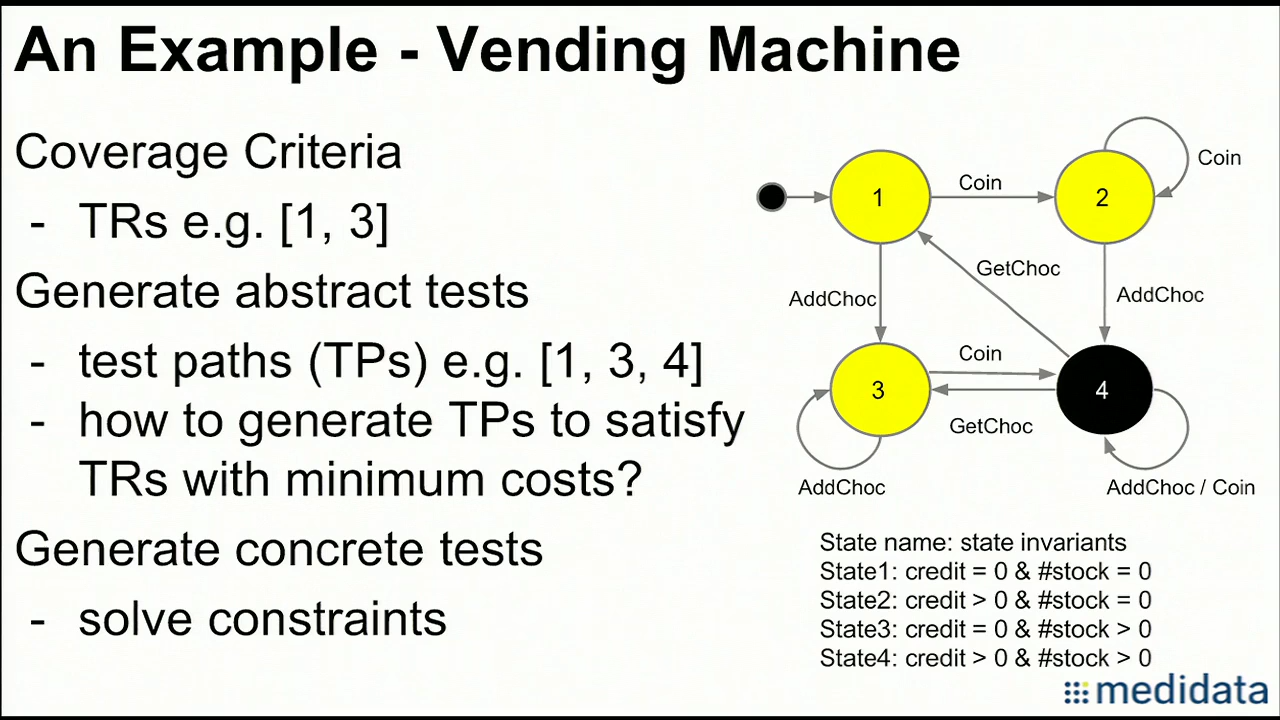 An Example - Vending Machine
Coverage Criteria
- TRs e.g. [1, 3]
Generate abstract tests
- test paths (TPs) e.g. [1, 3, 4]
- how to generate TPs to satisfy
TRs with minimum costs?
Generate concrete tests
- solve constraints
1
Coin
2
Coin
AddChoc
GetChoc
AddChoc
3
Coin
4
GetChoc
AddChoc
AddChoc / Coin
State name: state invariants
State1: credit = 0 & #stock = 0
State2: credit > 0 & #stock = 0
State3: credit = 0 & #stock > 0
State4: credit > 0 & #stock > 0
medidata